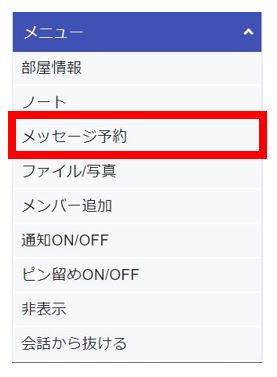 メニュー
部屋情報
ノート
メッセージ予約
ファイル/写真
メンバー追加
通知ON/OFF
ピン留めON/OFF
非表示
会話から抜ける